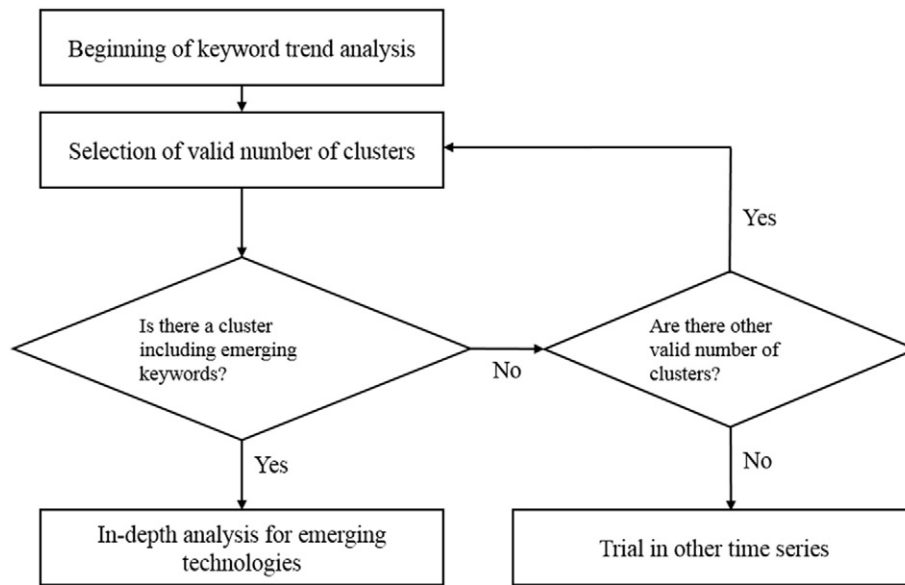 Beginning of keyword trend analysis
Selection of valid number of clusters
Yes
Is there a cluster
including emerging
keywords?
No
Are there other
valid number of
clusters?
Yes
No
In-depth analysis for emerging
technologies
Trial in other time series